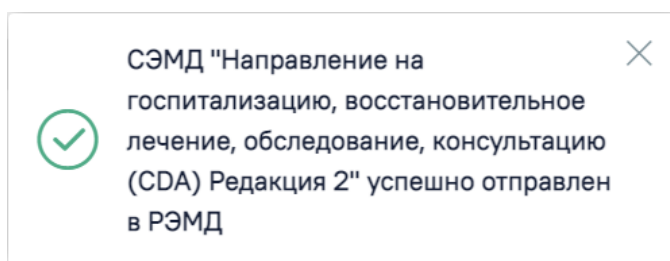 СЭМД "Направление на
госпитализацию, восстановительное
лечение, обследование, консультацию
(CDA) Редакция 2" успешно отправлен
в РЭМД